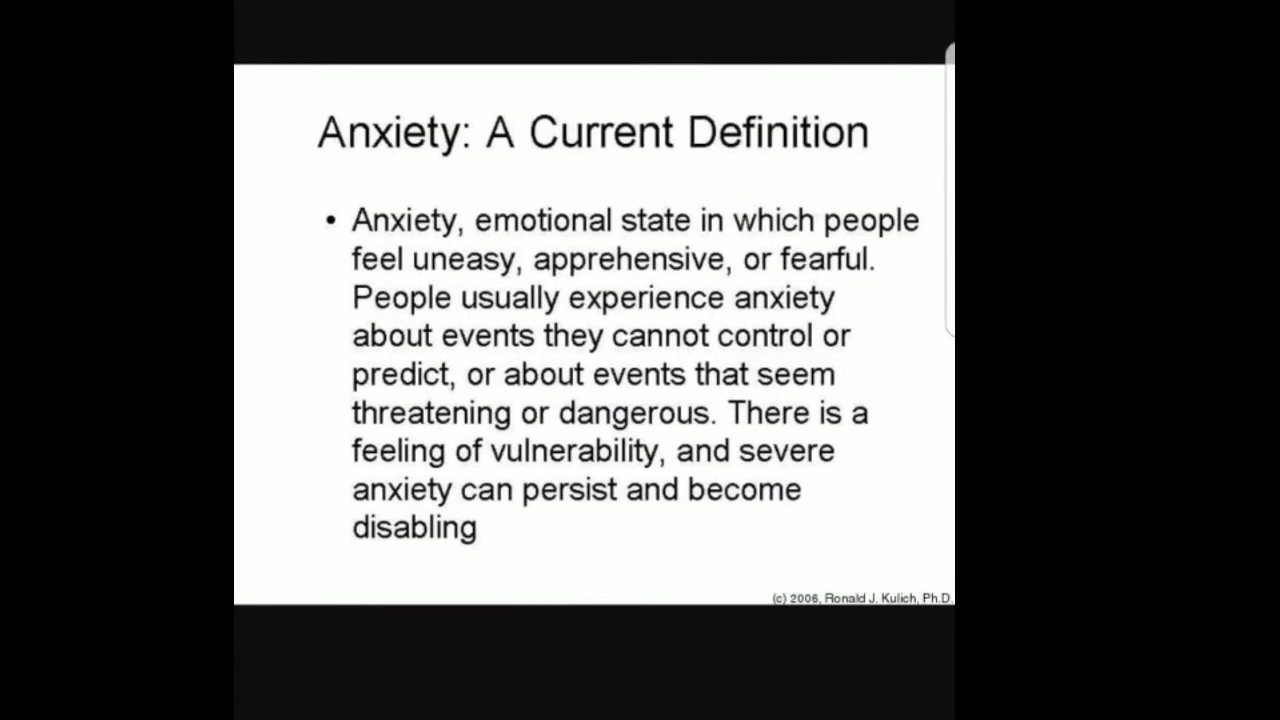 Anxiety: A Current Definition
• Anxiety, emotional state in which people
feel uneasy, apprehensive, or fearful.
People usually experience anxiety
about events they cannot control or
predict, or about events that seem
threatening or dangerous. There is a
feeling of vulnerability, and severe
anxiety can persist and become
disabling
(c) 2006, Ronald J. Kulich, Ph.D.